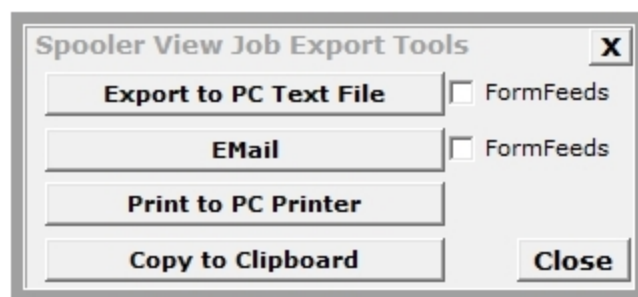 Spooler View Job Export Tools X
Export to PC Text File FormFeeds
EMail FormFeeds
Print to PC Printer
Copy to Clipboard Close